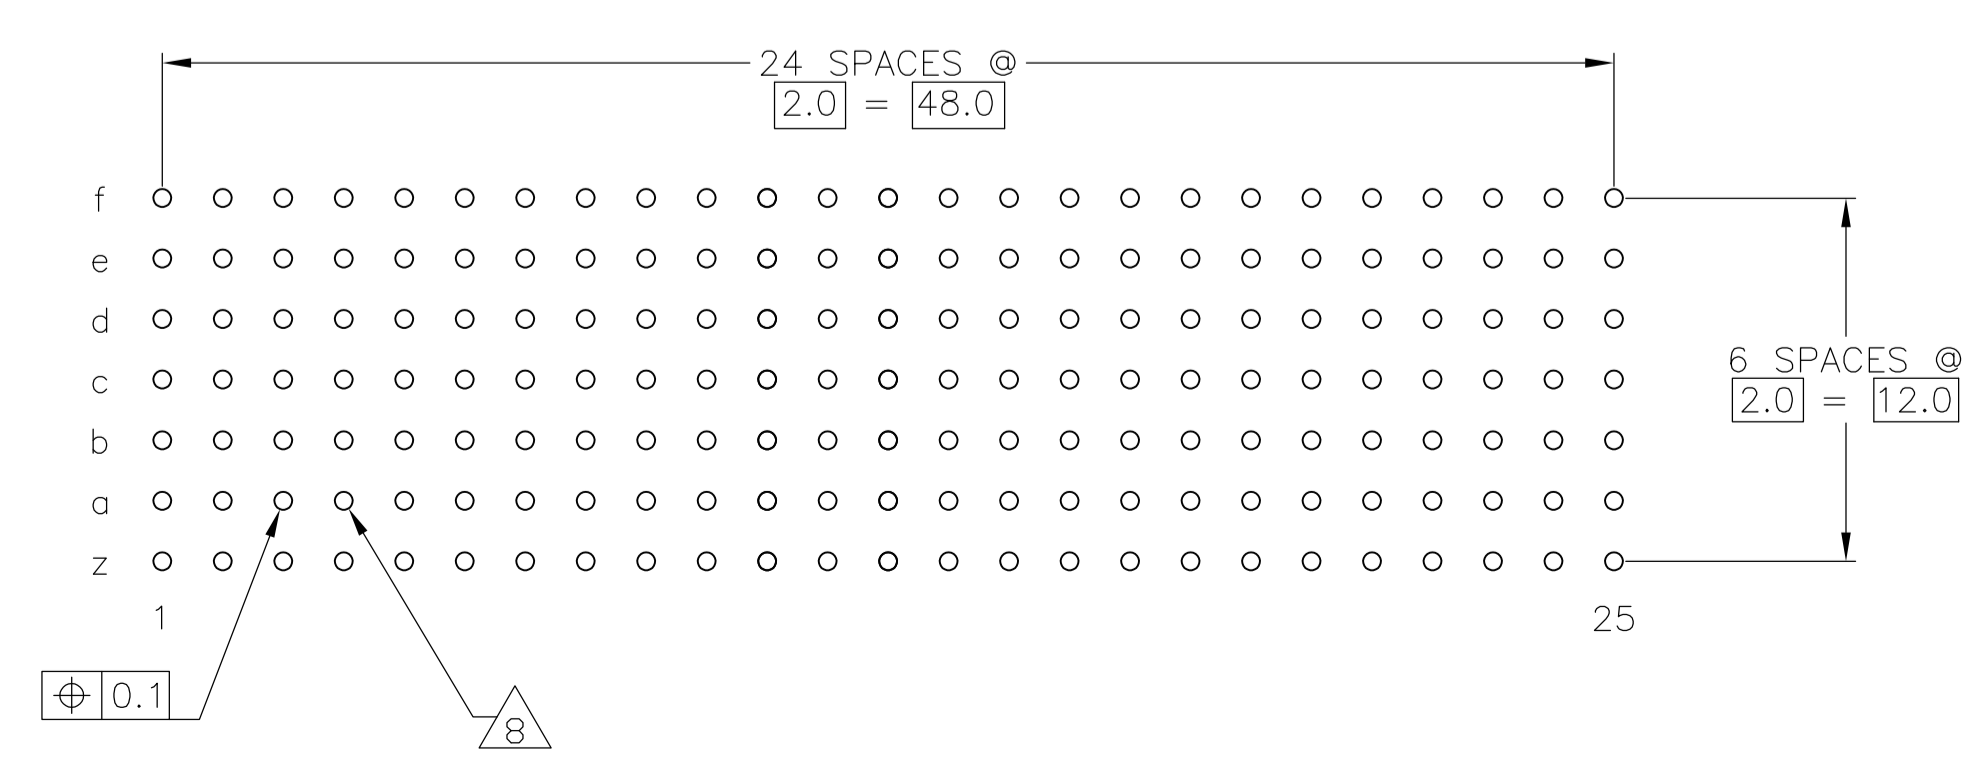 24 SPACES @
2.0 = 48.0
f
e
d
c
b
a
z
6 SPACES @
2.0 = 12.0
1
25
⌖ 0.1
8